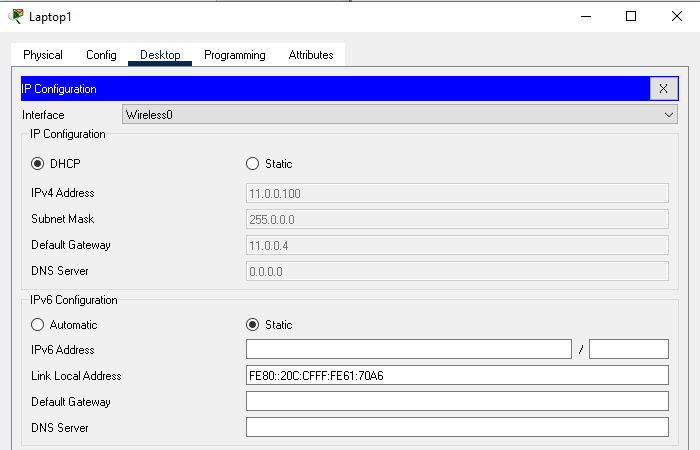 Laptop1
Physical Config Desktop Programming Attributes
IP Configuration X
Interface Wireless0
IP Configuration
DHCP Static
IPv4 Address 11.0.0.100
Subnet Mask 255.0.0.0
Default Gateway 11.0.0.4
DNS Server 0.0.0.0
IPv6 Configuration
Automatic Static
IPv6 Address /
Link Local Address FE80::20C:CFFF:FE61:70A6
Default Gateway
DNS Server